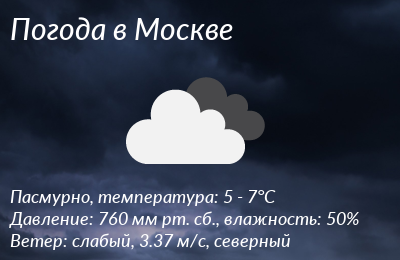 Погода в Москве
Пасмурно, температура: 5 - 7°C
Давление: 760 мм рт. сб., влажность: 50%
Ветер: слабый, 3.37 м/с, северный